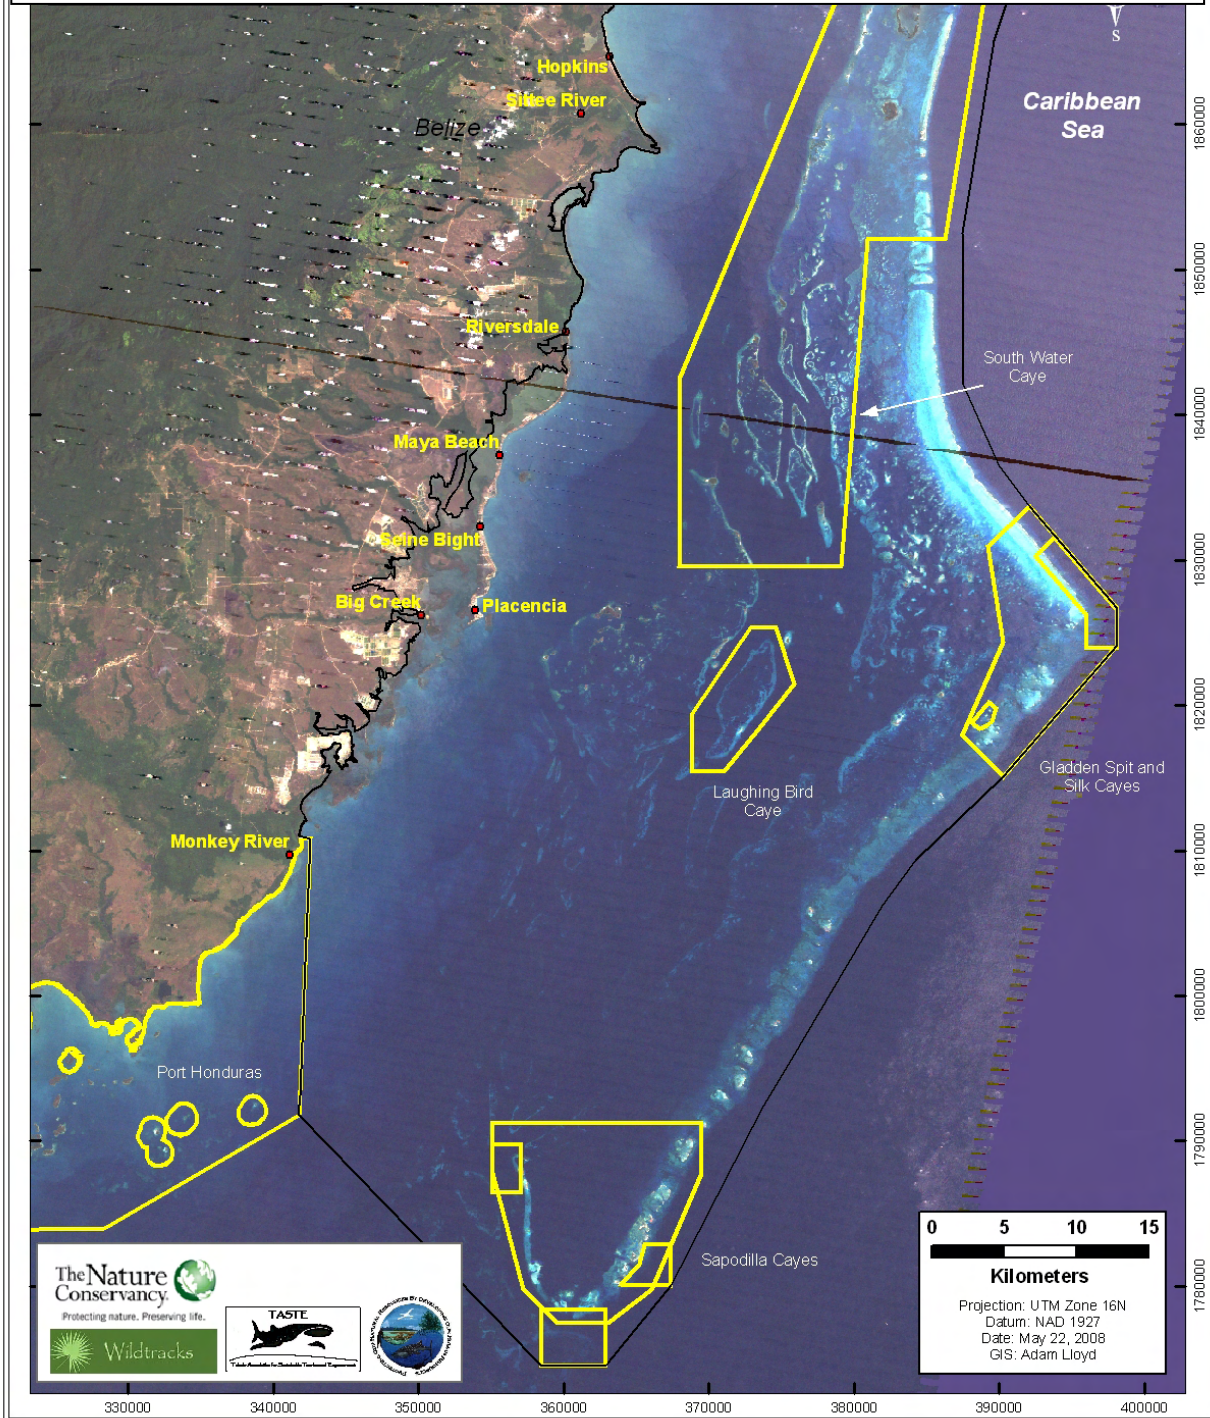 S
Caribbean
Sea
Hopkins
Sittee River
Belize
Riversdale
South Water
Caye
Maya Beach
Seine Bight
Big Creek
Placencia
Gladden Spit and
Silk Cayes
Laughing Bird
Caye
Monkey River
Port Honduras
Sapodilla Cayes
1860000
1850000
1840000
1830000
1820000
1810000
1800000
1790000
1780000
0 5 10 15
Kilometers
Projection: UTM Zone 16N
Datum: NAD 1927
Date: May 22, 2008
GIS: Adam Lloyd
The Nature
Conservancy
Protecting nature. Preserving life.
Wildtracks
TASTE
330000 340000 350000 360000 370000 380000 390000 400000